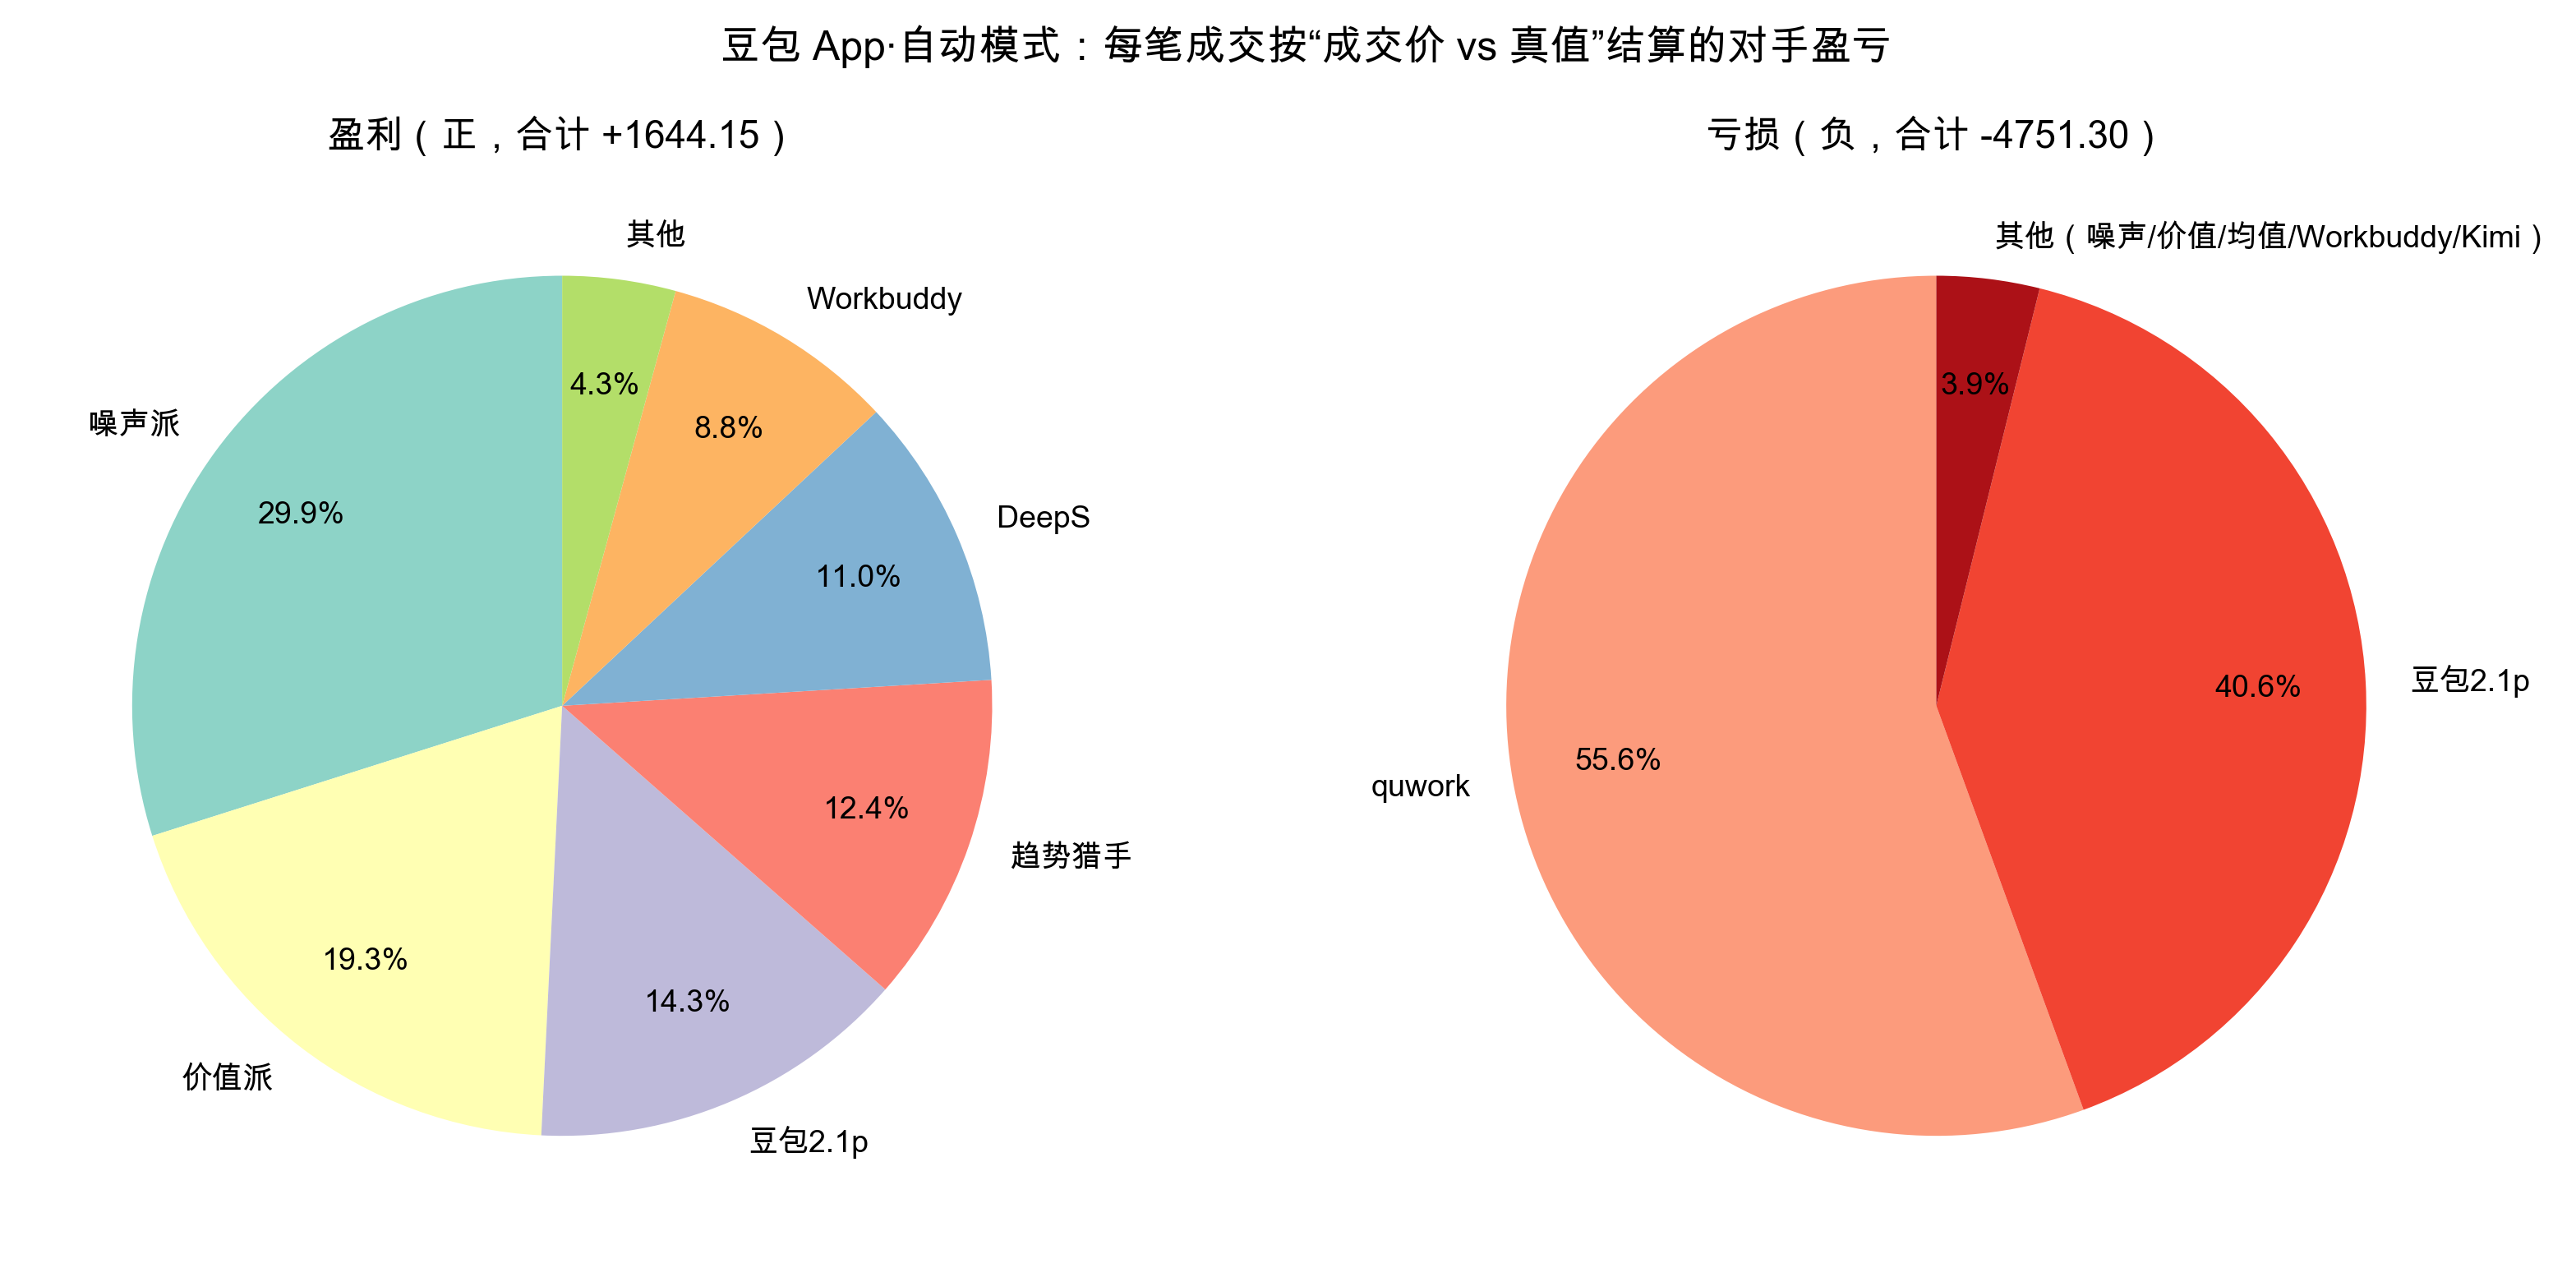 豆包 App·自动模式：每笔成交按“成交价 vs 真值”结算的对手盈亏
盈利（正，合计 +1644.15）
其他
4.3%
Workbuddy
8.8%
DeepS
11.0%
趋势猎手
12.4%
豆包2.1p
14.3%
价值派
19.3%
噪声派
29.9%
亏损（负，合计 -4751.30）
其他（噪声/价值/均值/Workbuddy/Kimi）
3.9%
豆包2.1p
40.6%
quwork
55.6%